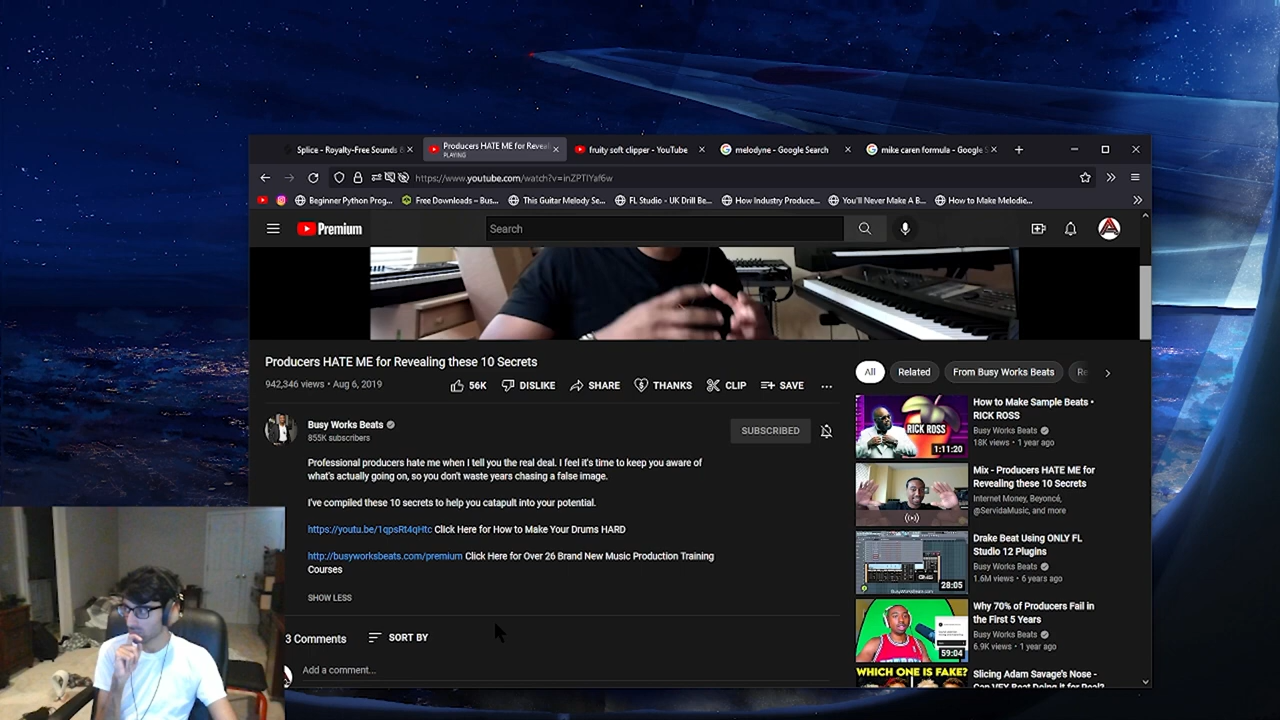 Splice - Royalty-Free Sounds &
Producers HATE ME for Reveal
PLAYING
fruity soft clipper - YouTube
melodyne - Google Search
mike caren formula - Google S
https://www.youtube.com/watch?v=inZPTIYaf6w
Beginner Python Prog...
Free Downloads – Bus...
This Guitar Melody Se...
FL Studio - UK Drill Be...
How Industry Produce...
You'll Never Make A B...
How to Make Melodie...
Premium
Search
Producers HATE ME for Revealing these 10 Secrets
942,346 views • Aug 6, 2019
56K
DISLIKE
SHARE
THANKS
CLIP
SAVE
Busy Works Beats
855K subscribers
SUBSCRIBED
Professional producers hate me when I tell you the real deal. I feel it's time to keep you aware of
what's actually going on, so you don't waste years chasing a false image.
I've compiled these 10 secrets to help you catapult into your potential.
https://youtu.be/1qpsRt4qHtc Click Here for How to Make Your Drums HARD
http://busyworksbeats.com/premium Click Here for Over 26 Brand New Music Production Training
Courses
SHOW LESS
3 Comments
SORT BY
Add a comment...
All
Related
From Busy Works Beats
Re
RICK ROSS
1:11:20
How to Make Sample Beats •
RICK ROSS
Busy Works Beats
18K views • 1 year ago
Mix - Producers HATE ME for
Revealing these 10 Secrets
Internet Money, Beyoncé,
@ServidaMusic, and more
28:05
Drake Beat Using ONLY FL
Studio 12 Plugins
Busy Works Beats
1.6M views • 6 years ago
59:04
Why 70% of Producers Fail in
the First 5 Years
Busy Works Beats
6.9K views • 1 year ago
WHICH ONE IS FAKE?
Slicing Adam Savage's Nose -
Can VFX Beat Doing It for Real?